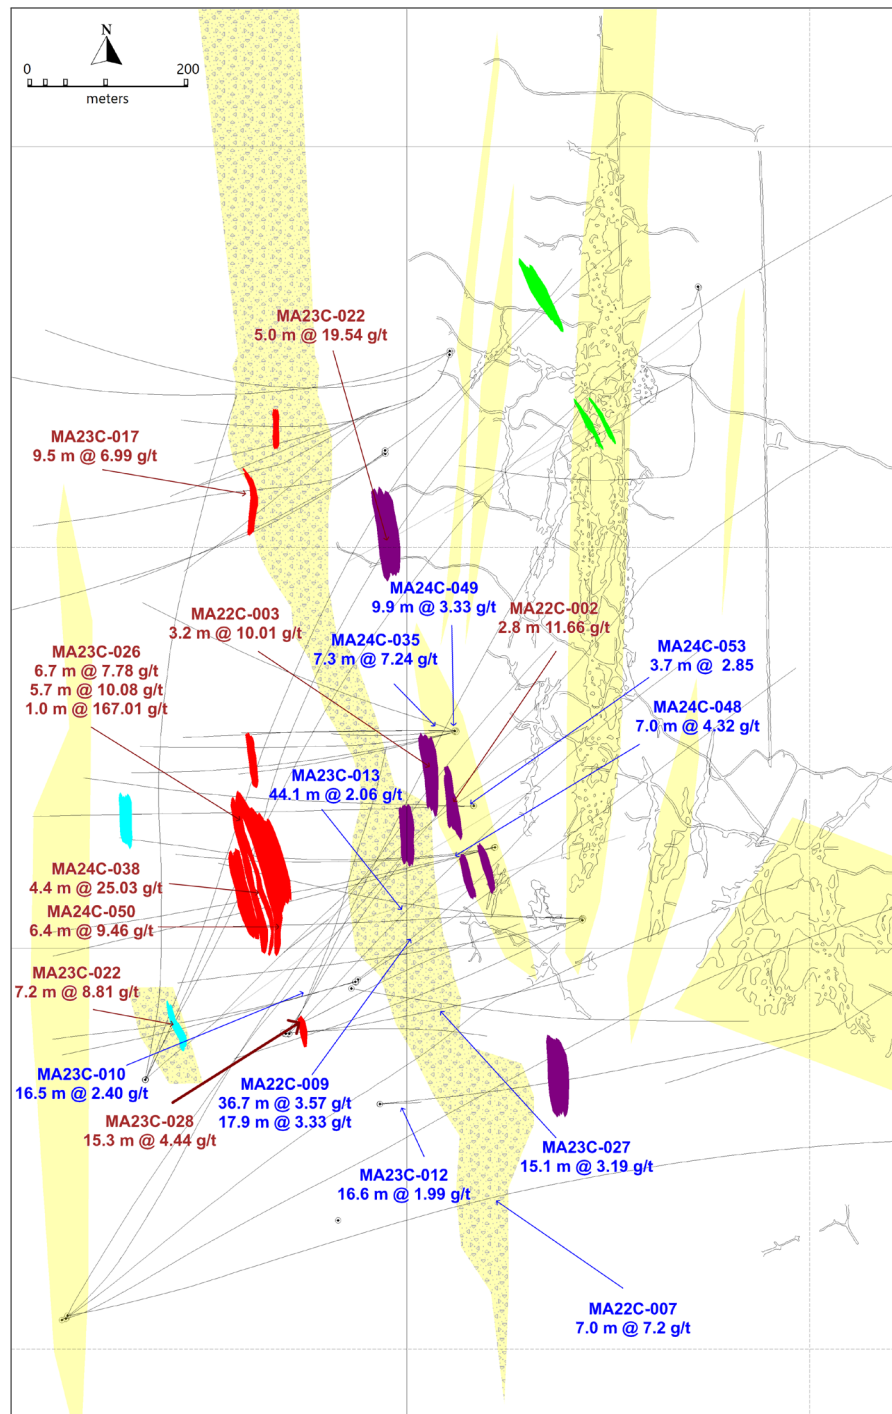 N
0 200
meters
MA23C-022
5.0 m @ 19.54 g/t
MA23C-017
9.5 m @ 6.99 g/t
MA24C-049
9.9 m @ 3.33 g/t
MA22C-003
3.2 m @ 10.01 g/t
MA22C-002
2.8 m 11.66 g/t
MA24C-035
7.3 m @ 7.24 g/t
MA23C-026
6.7 m @ 7.78 g/t
5.7 m @ 10.08 g/t
1.0 m @ 167.01 g/t
MA24C-053
3.7 m @ 2.85
MA24C-048
7.0 m @ 4.32 g/t
MA23C-013
44.1 m @ 2.06 g/t
MA24C-038
4.4 m @ 25.03 g/t
MA24C-050
6.4 m @ 9.46 g/t
MA23C-022
7.2 m @ 8.81 g/t
MA23C-010
16.5 m @ 2.40 g/t
MA22C-009
36.7 m @ 3.57 g/t
17.9 m @ 3.33 g/t
MA23C-028
15.3 m @ 4.44 g/t
MA23C-027
15.1 m @ 3.19 g/t
MA23C-012
16.6 m @ 1.99 g/t
MA22C-007
7.0 m @ 7.2 g/t